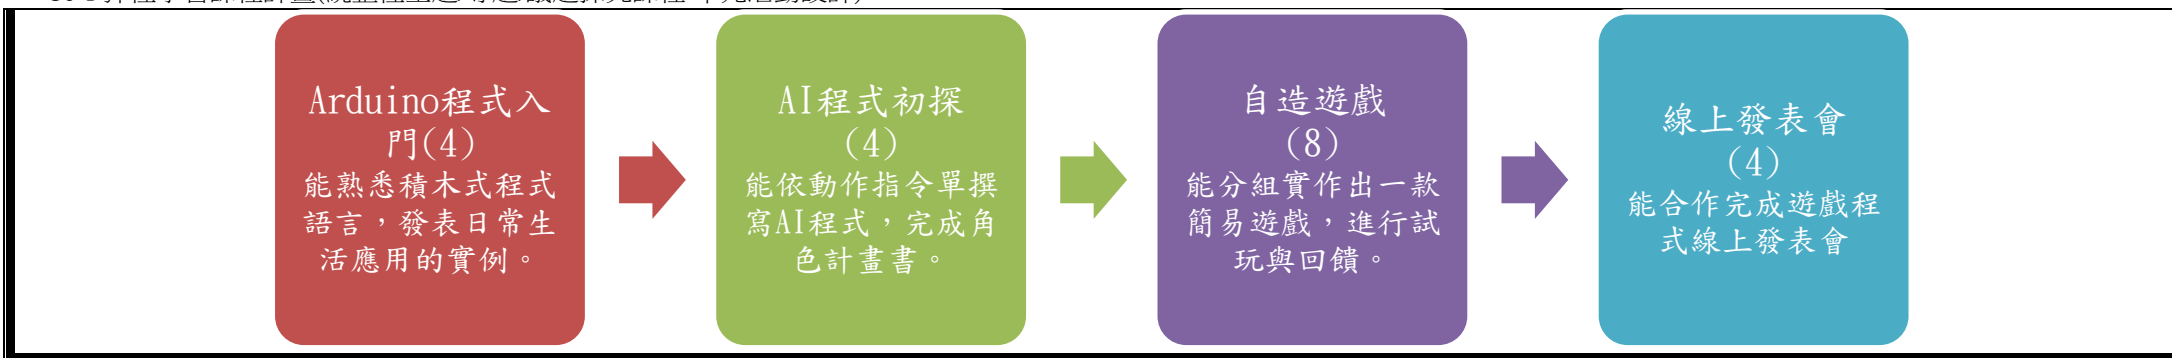 Arduino程式入
門(4)
能熟悉積木式程式
語言，發表日常生
活應用的實例。
AI程式初探
(4)
能依動作指令單撰
寫AI程式，完成角
色計畫書。
自造遊戲
(8)
能分組實作出一款
簡易遊戲，進行試
玩與回饋。
線上發表會
(4)
能合作完成遊戲程
式線上發表會